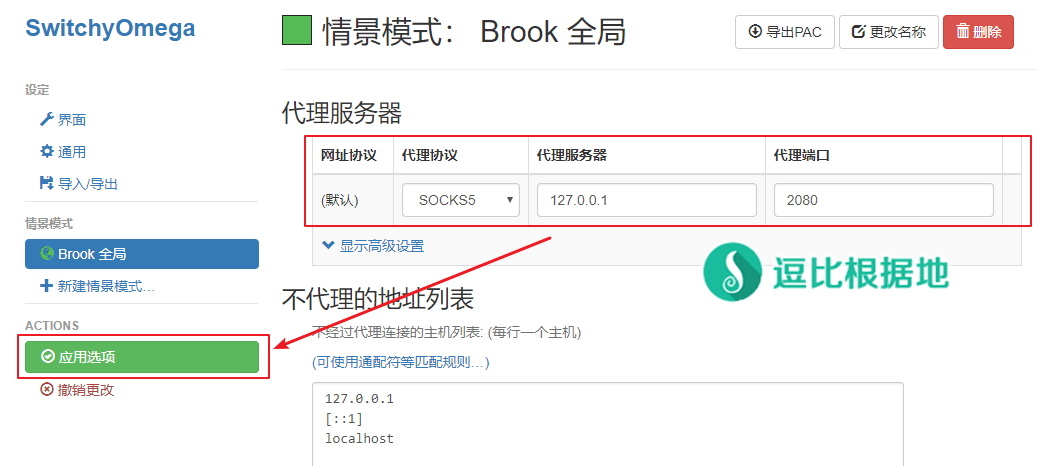 SwitchyOmega
设定
界面
通用
导入/导出
情景模式
Brook 全局
新建情景模式…
ACTIONS
应用选项
撤销更改
情景模式: Brook 全局
导出PAC
更改名称
删除
代理服务器
网址协议 代理协议 代理服务器 代理端口
(默认) SOCKS5 127.0.0.1 2080
显示高级设置
逗比根据地
不代理的地址列表
不经过代理连接的主机列表: (每行一个主机)
(可使用通配符等匹配规则…)
127.0.0.1
[::1]
localhost